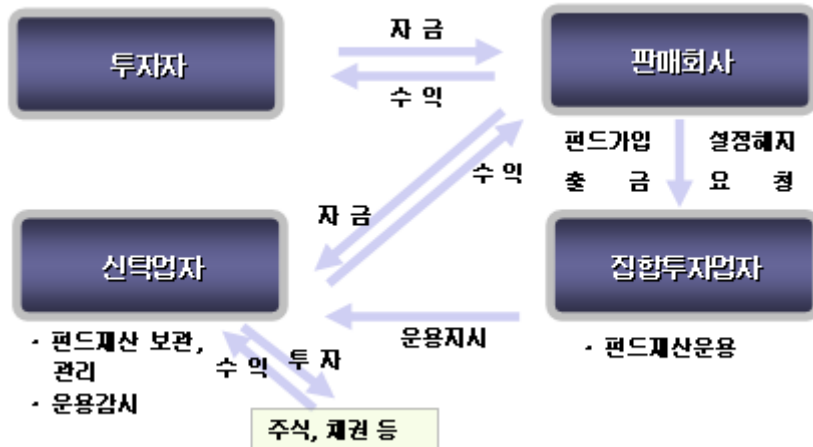 자 금
투자자
판매회사
수 익
펀드가입 설정해지
출 금 요 청
수 익
자 금
신탁업자
집합투자업자
운용지시
· 펀드재산 보관,
관리
· 운용감시
수 익
투 자
· 펀드재산운용
주식, 채권 등